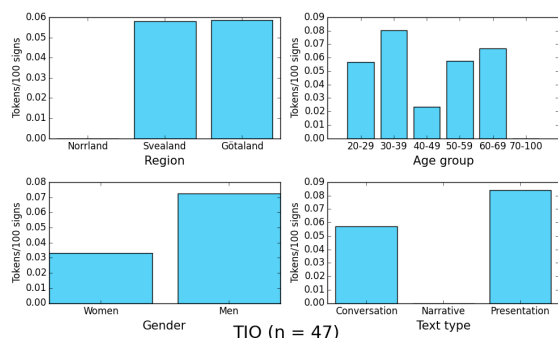 0.06
0.05
0.04
0.03
0.02
0.01
0.00
Tokens/100 signs
Norrland Svealand Götaland
Region
0.09
0.08
0.07
0.06
0.05
0.04
0.03
0.02
0.01
0.00
Tokens/100 signs
20-29 30-39 40-49 50-59 60-69 70-100
Age group
0.08
0.07
0.06
0.05
0.04
0.03
0.02
0.01
0.00
Tokens/100 signs
Women Men
Gender
0.09
0.08
0.07
0.06
0.05
0.04
0.03
0.02
0.01
0.00
Tokens/100 signs
Conversation Narrative Presentation
Text type
TIO (n = 47)